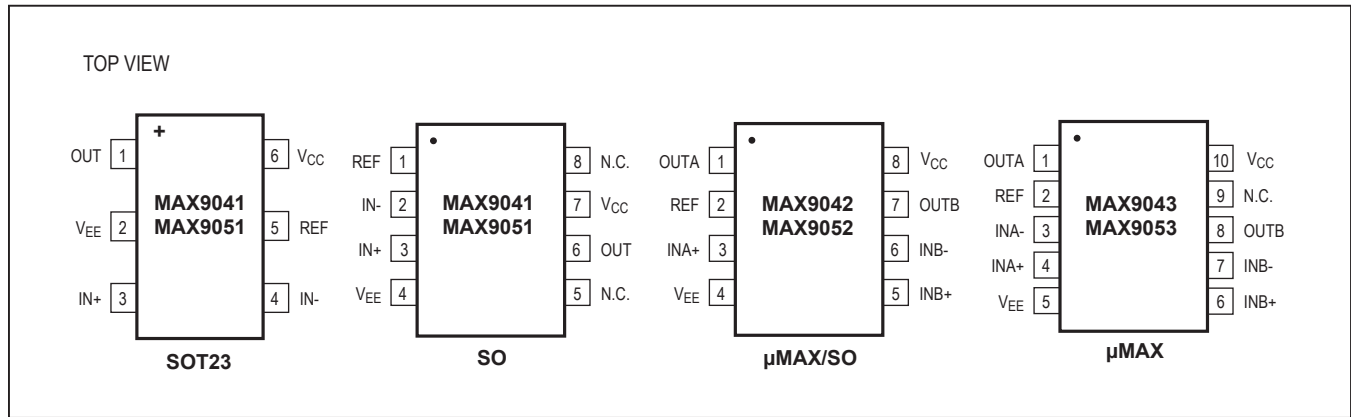 TOP VIEW
OUT 1
VEE 2
IN+ 3
+
MAX9041
MAX9051
6 VCC
5 REF
4 IN-
SOT23
REF 1
IN- 2
IN+ 3
VEE 4
MAX9041
MAX9051
8 N.C.
7 VCC
6 OUT
5 N.C.
SO
OUTA 1
REF 2
INA+ 3
VEE 4
MAX9042
MAX9052
8 VCC
7 OUTB
6 INB-
5 INB+
µMAX/SO
OUTA 1
REF 2
INA- 3
INA+ 4
VEE 5
MAX9043
MAX9053
10 VCC
9 N.C.
8 OUTB
7 INB-
6 INB+
µMAX